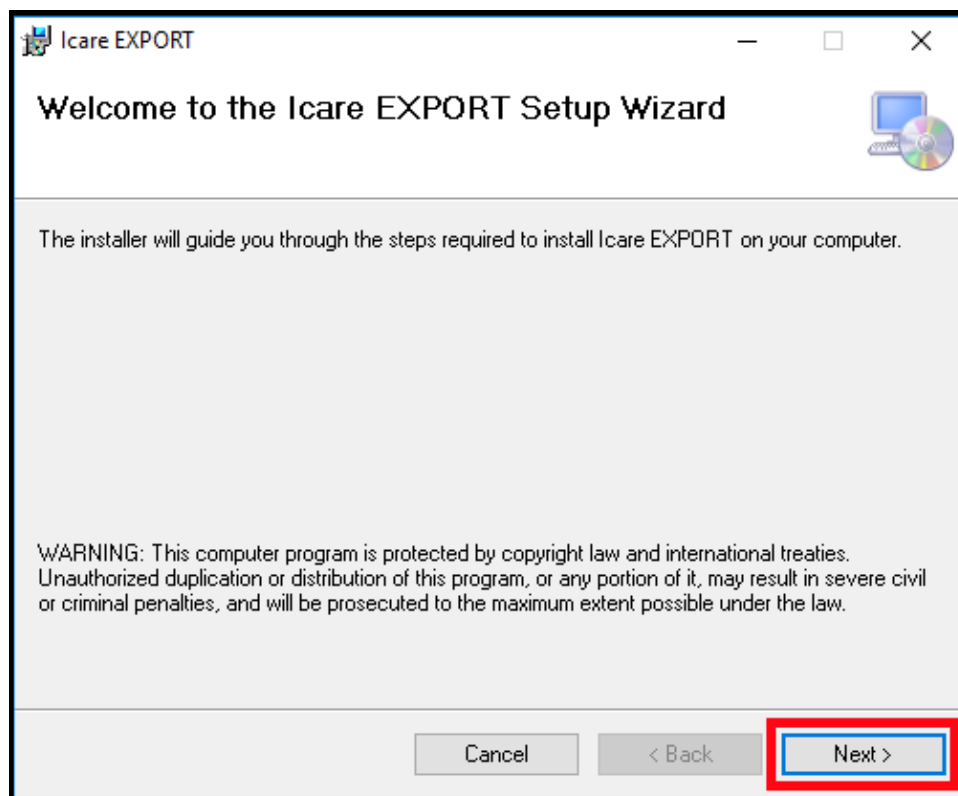 Icare EXPORT
Welcome to the Icare EXPORT Setup Wizard
The installer will guide you through the steps required to install Icare EXPORT on your computer.
WARNING: This computer program is protected by copyright law and international treaties.
Unauthorized duplication or distribution of this program, or any portion of it, may result in severe civil
or criminal penalties, and will be prosecuted to the maximum extent possible under the law.
Cancel
< Back
Next >